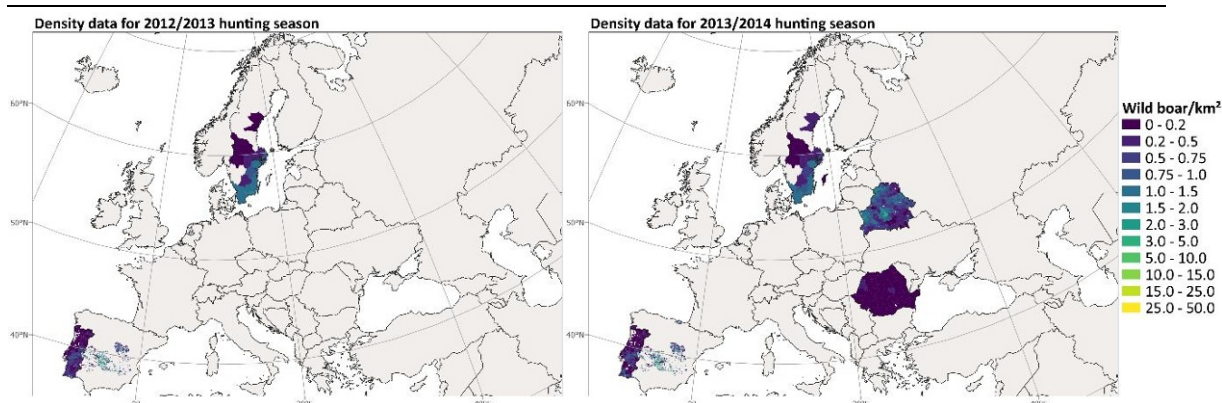 Density data for 2012/2013 hunting season
Density data for 2013/2014 hunting season
60°N
50°N
40°N
60°N
50°N
40°N
Wild boar/km²
0 - 0.2
0.2 - 0.5
0.5 - 0.75
0.75 - 1.0
1.0 - 1.5
1.5 - 2.0
2.0 - 3.0
3.0 - 5.0
5.0 - 10.0
10.0 - 15.0
15.0 - 25.0
25.0 - 50.0